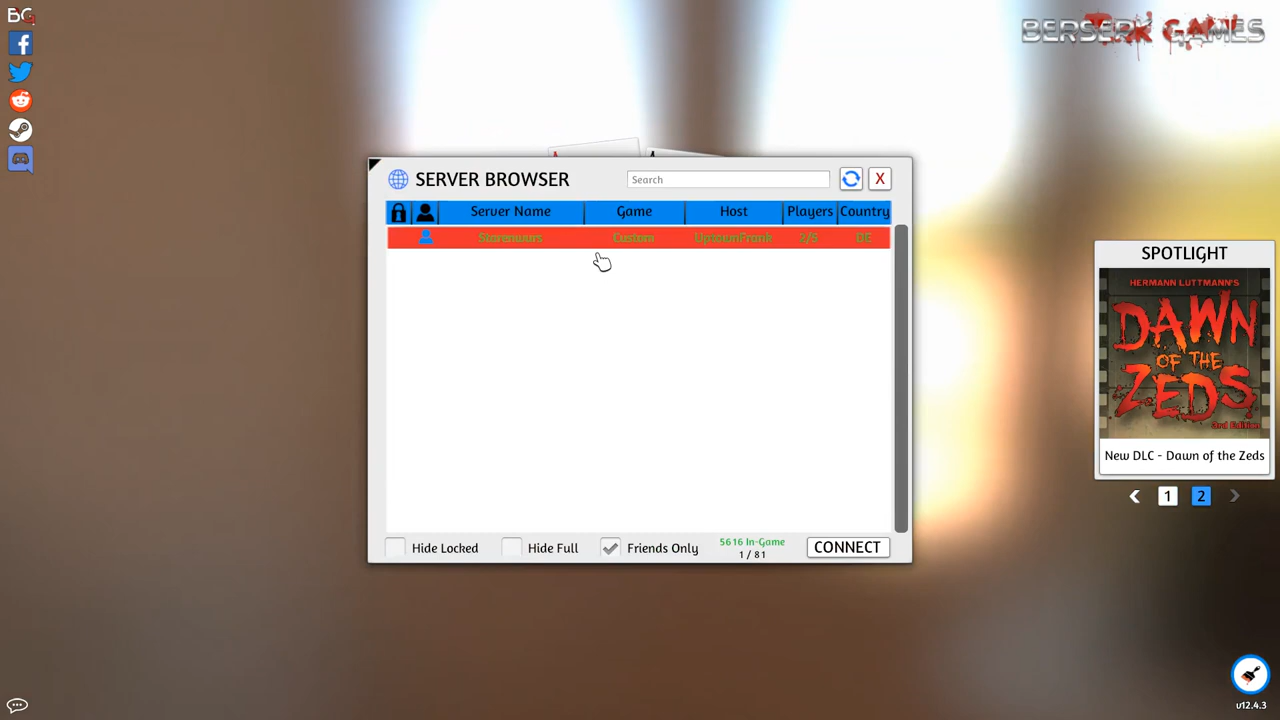 BG
BERSERK GAMES
SERVER BROWSER
Search
Server Name Game Host Players Country
Custom UptownFrank DE
5616 In-Game
Hide Locked Hide Full Friends Only 1 / 81 CONNECT
SPOTLIGHT
HERMANN LUTTMANN'S
DAWN
OF THE
ZEDS
3rd Edition
New DLC - Dawn of the Zeds
1 2
v12.4.3